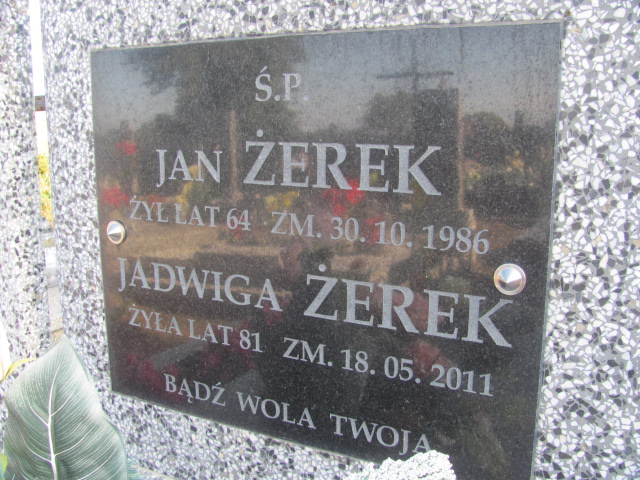 Ś.P.
JAN ŻEREK
ŻYŁ LAT 64 ZM. 30. 10. 1986
JADWIGA ŻEREK
ŻYŁA LAT 81 ZM. 18. 05. 2011
BĄDŹ WOLA TWOJA